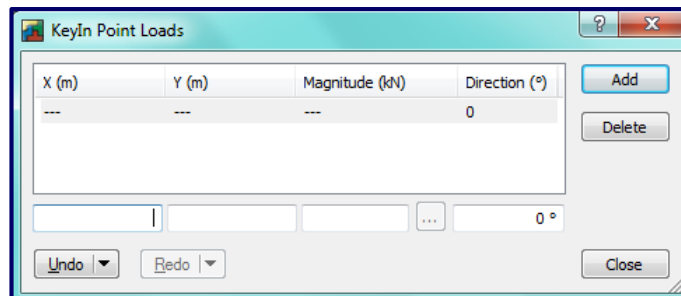 KeyIn Point Loads ? X
X (m) Y (m) Magnitude (kN) Direction (°) Add
--- --- --- 0
Delete
... 0 °
Undo Redo Close